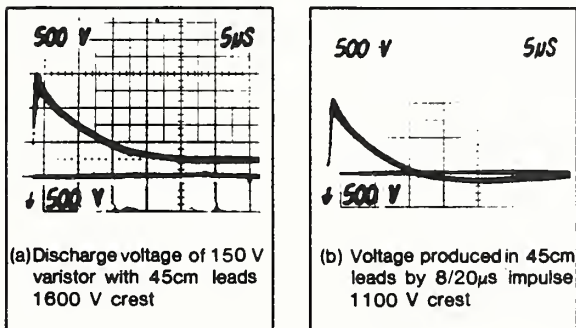 500 V 5µS
↓ 500 V
(a) Discharge voltage of 150 V
varistor with 45cm leads
1600 V crest
500 V 5µS
↓ 500 V
(b) Voltage produced in 45cm
leads by 8/20µs impulse
1100 V crest